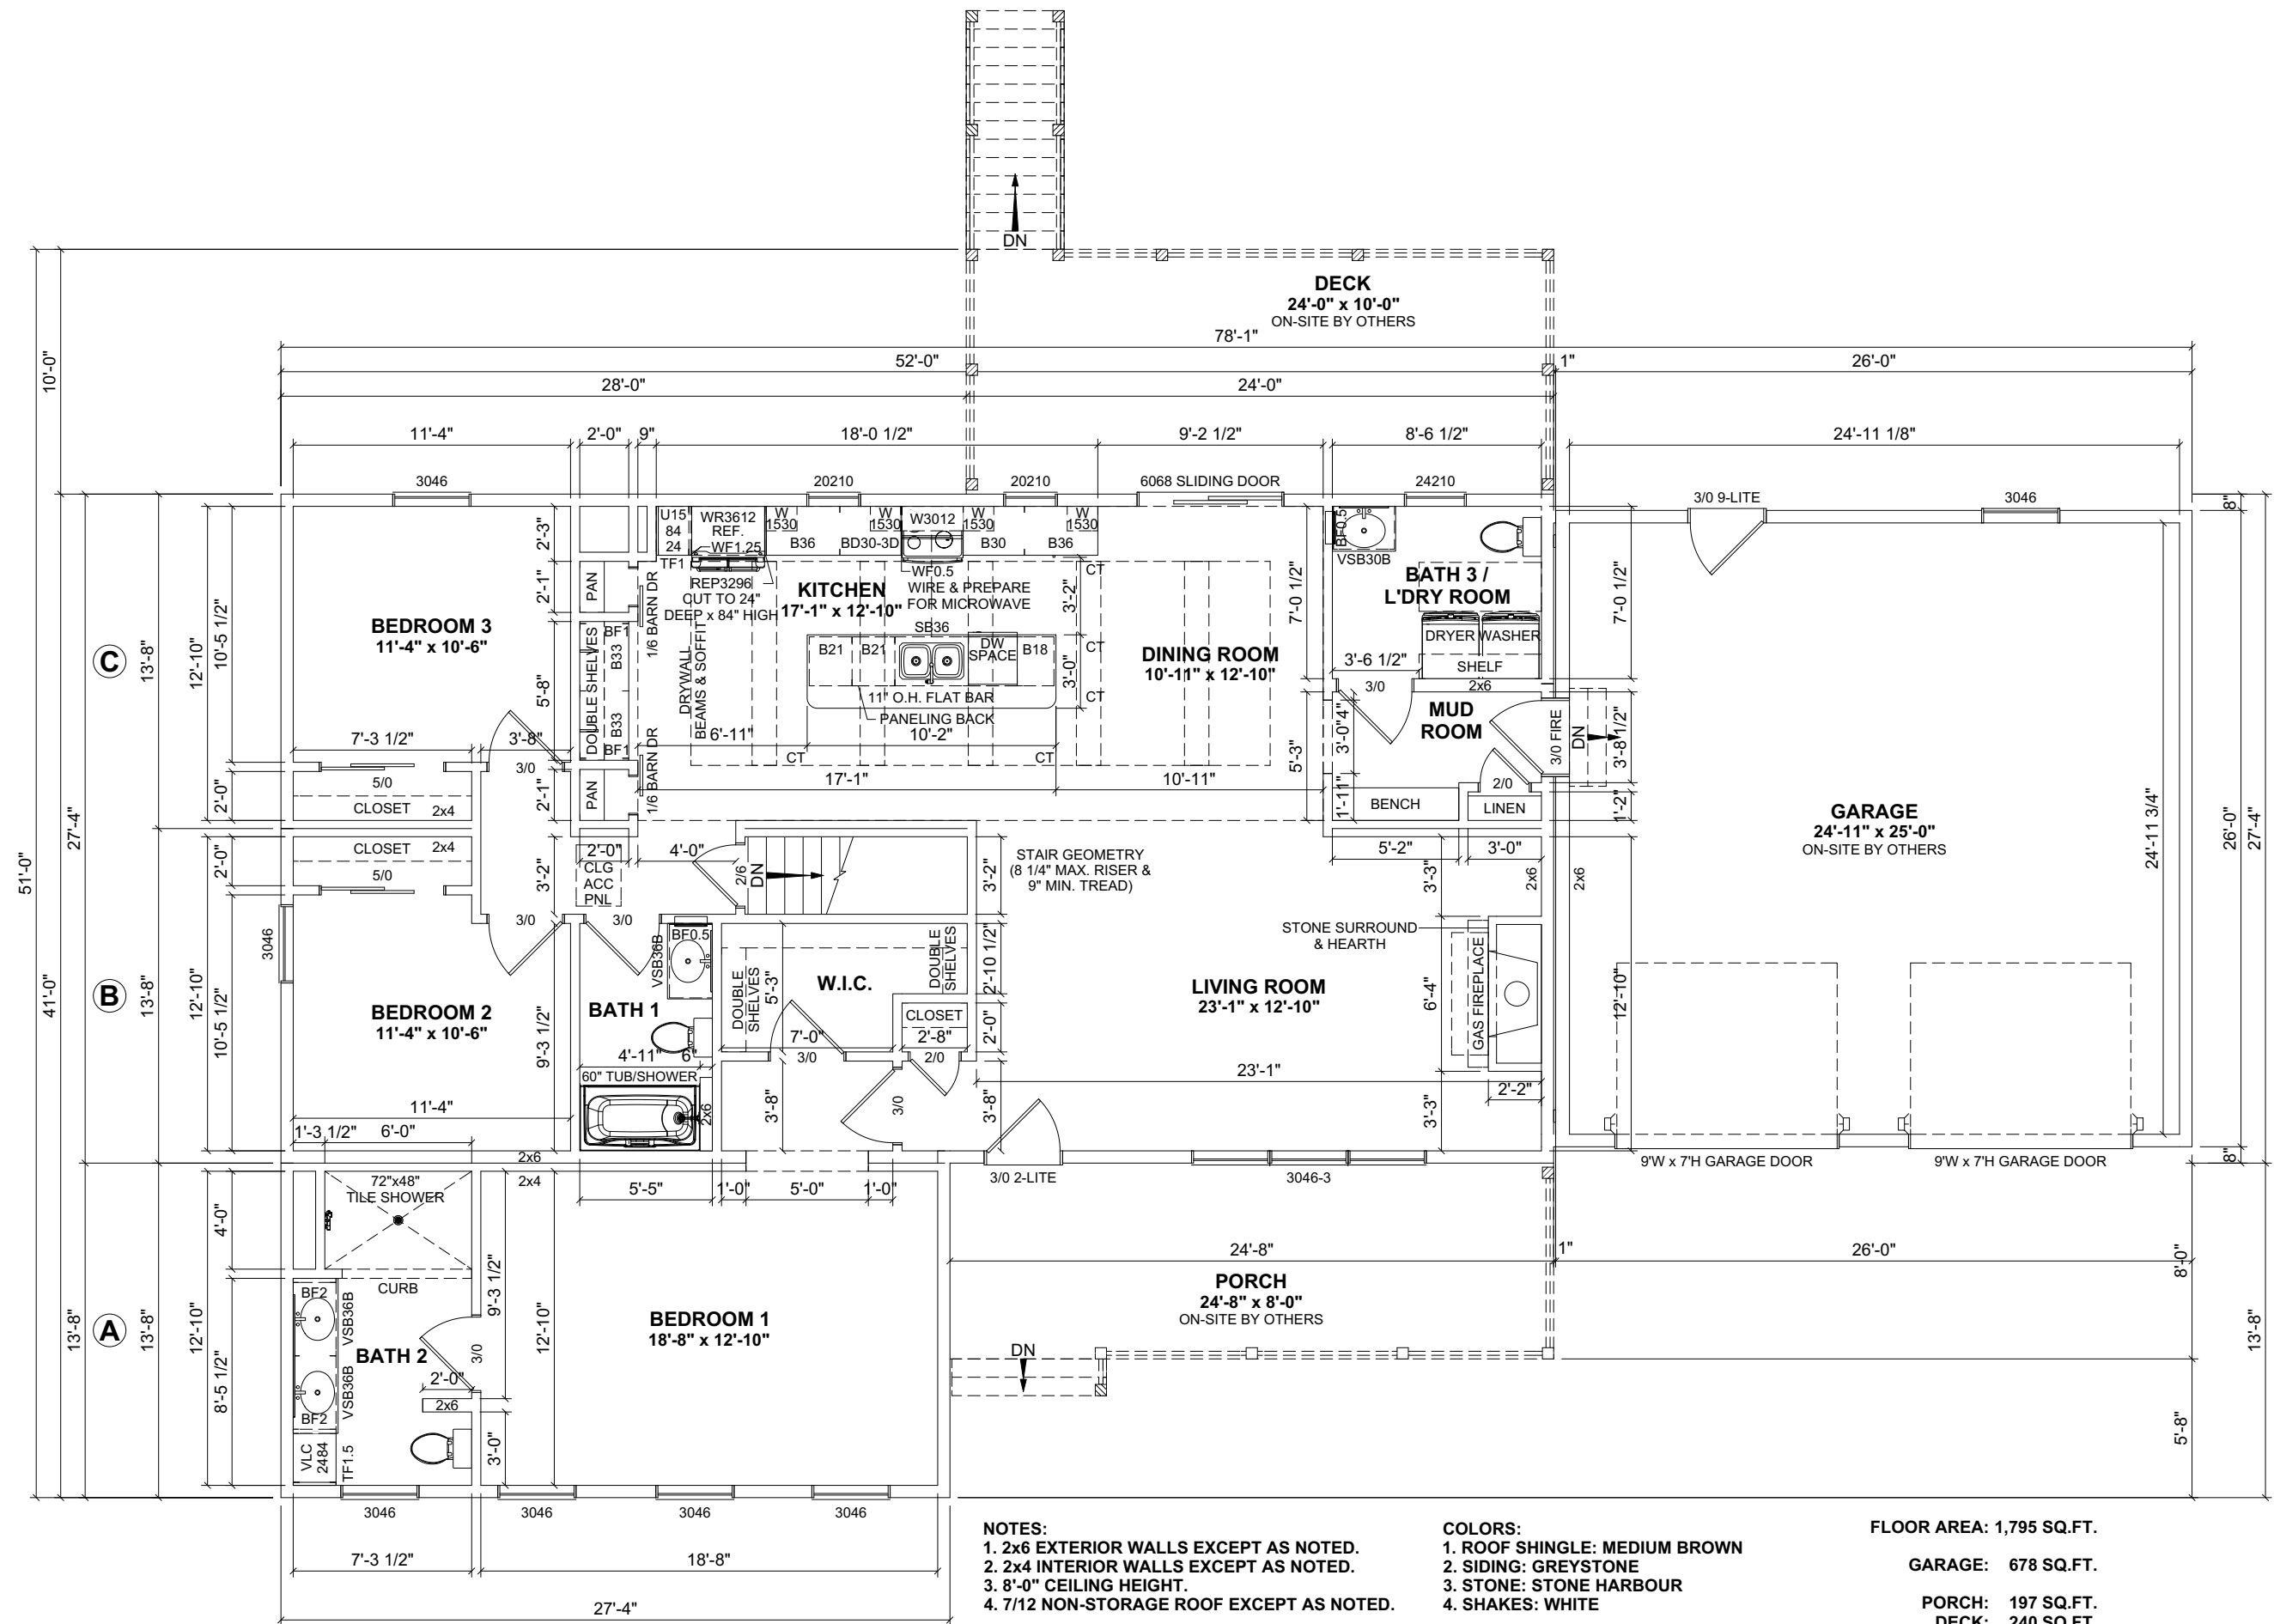 DN
DECK
24'-0" x 10'-0"
ON-SITE BY OTHERS
78'-1"
52'-0"
1"
26'-0"
28'-0"
24'-0"
10'-0"
11'-4"
2'-0"
9"
18'-0 1/2"
9'-2 1/2"
8'-6 1/2"
24'-11 1/8"
3046
20210
20210
6068 SLIDING DOOR
24210
3/0 9-LITE
3046
8"
51'-0"
41'-0"
27'-4"
C
13'-8"
12'-10"
10'-5 1/2"
2'-0"
BEDROOM 3
11'-4" x 10'-6"
7'-3 1/2"
3'-8"
3/0
5/0
CLOSET
2x4
2'-3"
2'-1"
5'-8"
2'-1"
PAN
DOUBLE SHELVES
BF1
B33
B33
BF1
PAN
1/6 BARN DR
1/6 BARN DR
DRYWALL
BEAMS & SOFFIT
U15
84
24
TF1
WR3612
REF.
WF1.25
W
1530
W
1530
W3012
W
1530
W
1530
B36
BD30-3D
B30
B36
REP3296
CUT TO 24"
DEEP x 84" HIGH
WF0.5
WIRE & PREPARE
FOR MICROWAVE
KITCHEN
17'-1" x 12'-10"
SB36
B21
B21
DW
SPACE
B18
11" O.H. FLAT BAR
PANELING BACK
6'-11"
10'-2"
CT
CT
CT
CT
CT
3'-2"
3'-0"
17'-1"
10'-11"
DINING ROOM
10'-11" x 12'-10"
7'-0 1/2"
5'-3"
BF0.5
VSB30B
BATH 3 /
L'DRY ROOM
DRYER
WASHER
SHELF
3'-6 1/2"
3/0
2x6
MUD
ROOM
4"
3'-0"
1'-11"
BENCH
2/0
LINEN
3/0 FIRE
DN
7'-0 1/2"
3'-8 1/2"
1'-2"
5'-2"
3'-0"
GARAGE
24'-11" x 25'-0"
ON-SITE BY OTHERS
24'-11 3/4"
26'-0"
27'-4"
B
13'-8"
12'-10"
2'-0"
10'-5 1/2"
3046
CLOSET
2x4
5/0
3/0
BEDROOM 2
11'-4" x 10'-6"
3'-2"
9'-3 1/2"
11'-4"
1'-3 1/2"
6'-0"
2'-0"
4'-0"
CLG
ACC
PNL
3/0
2/6
DN
STAIR GEOMETRY
(8 1/4" MAX. RISER &
9" MIN. TREAD)
3'-2"
2'-10 1/2"
2'-0"
3'-8"
VSB36B
BF0.5
BATH 1
4'-11"
6"
60" TUB/SHOWER
2x6
DOUBLE
SHELVES
5'-3"
W.I.C.
DOUBLE
SHELVES
7'-0"
CLOSET
2'-8"
3/0
2/0
3'-8"
3/0
LIVING ROOM
23'-1" x 12'-10"
STONE SURROUND
& HEARTH
GAS FIREPLACE
3'-3"
6'-4"
3'-3"
23'-1"
2'-2"
2x6
2x6
12'-10"
3/0 2-LITE
3046-3
9'W x 7'H GARAGE DOOR
9'W x 7'H GARAGE DOOR
8"
2x6
2x4
5'-5"
1'-0"
5'-0"
1'-0"
A
13'-8"
13'-8"
12'-10"
4'-0"
8'-5 1/2"
72"x48"
TILE SHOWER
CURB
BF2
VSB36B
VSB36B
BF2
VLC
2484
TF1.5
BATH 2
2'-0"
2x6
3/0
9'-3 1/2"
3'-0"
12'-10"
BEDROOM 1
18'-8" x 12'-10"
24'-8"
1"
26'-0"
PORCH
24'-8" x 8'-0"
ON-SITE BY OTHERS
DN
8'-0"
5'-8"
13'-8"
3046
3046
3046
3046
7'-3 1/2"
18'-8"
27'-4"
NOTES:
1. 2x6 EXTERIOR WALLS EXCEPT AS NOTED.
2. 2x4 INTERIOR WALLS EXCEPT AS NOTED.
3. 8'-0" CEILING HEIGHT.
4. 7/12 NON-STORAGE ROOF EXCEPT AS NOTED.
COLORS:
1. ROOF SHINGLE: MEDIUM BROWN
2. SIDING: GREYSTONE
3. STONE: STONE HARBOUR
4. SHAKES: WHITE
FLOOR AREA: 1,795 SQ.FT.
GARAGE: 678 SQ.FT.
PORCH: 197 SQ.FT.
DECK: 240 SQ.FT.